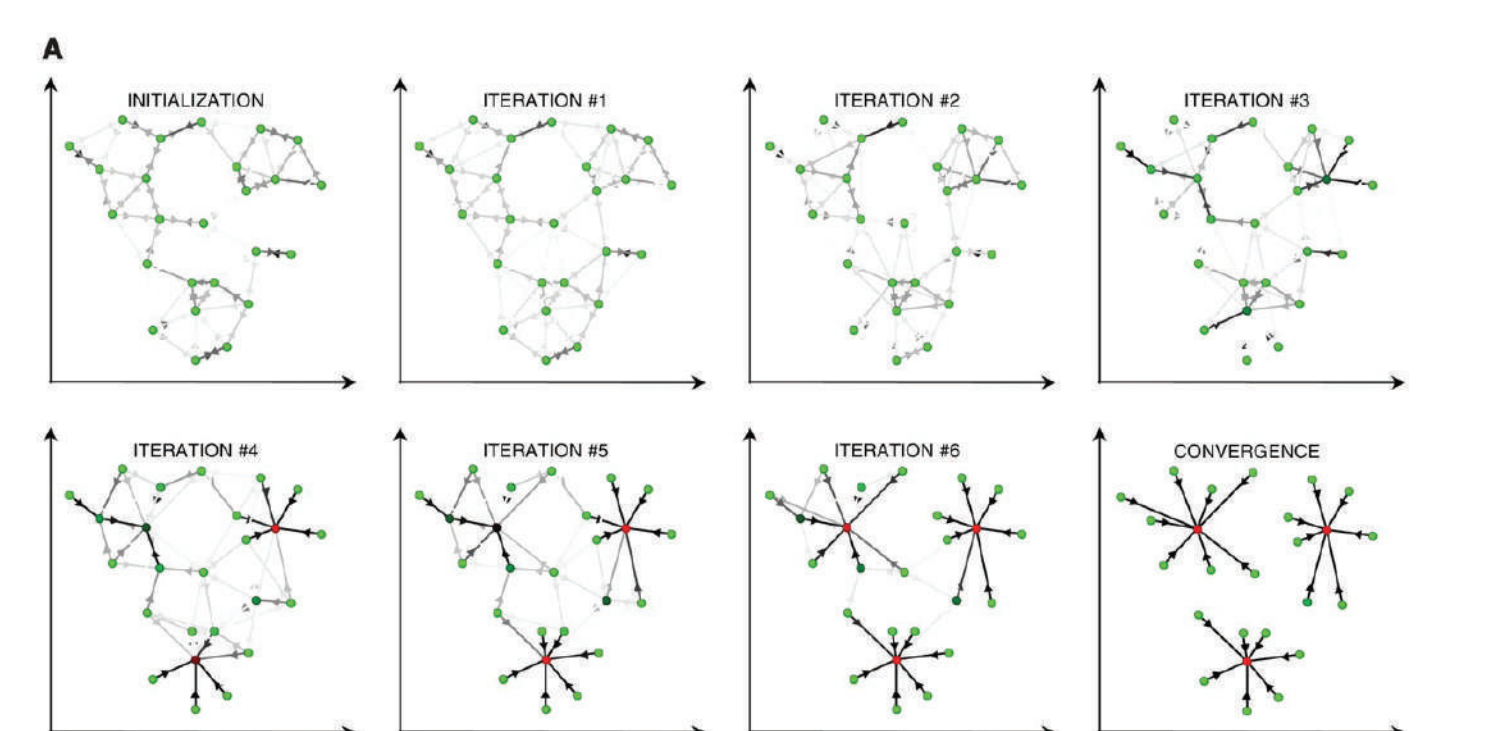 A
INITIALIZATION
ITERATION #1
ITERATION #2
ITERATION #3
ITERATION #4
ITERATION #5
ITERATION #6
CONVERGENCE